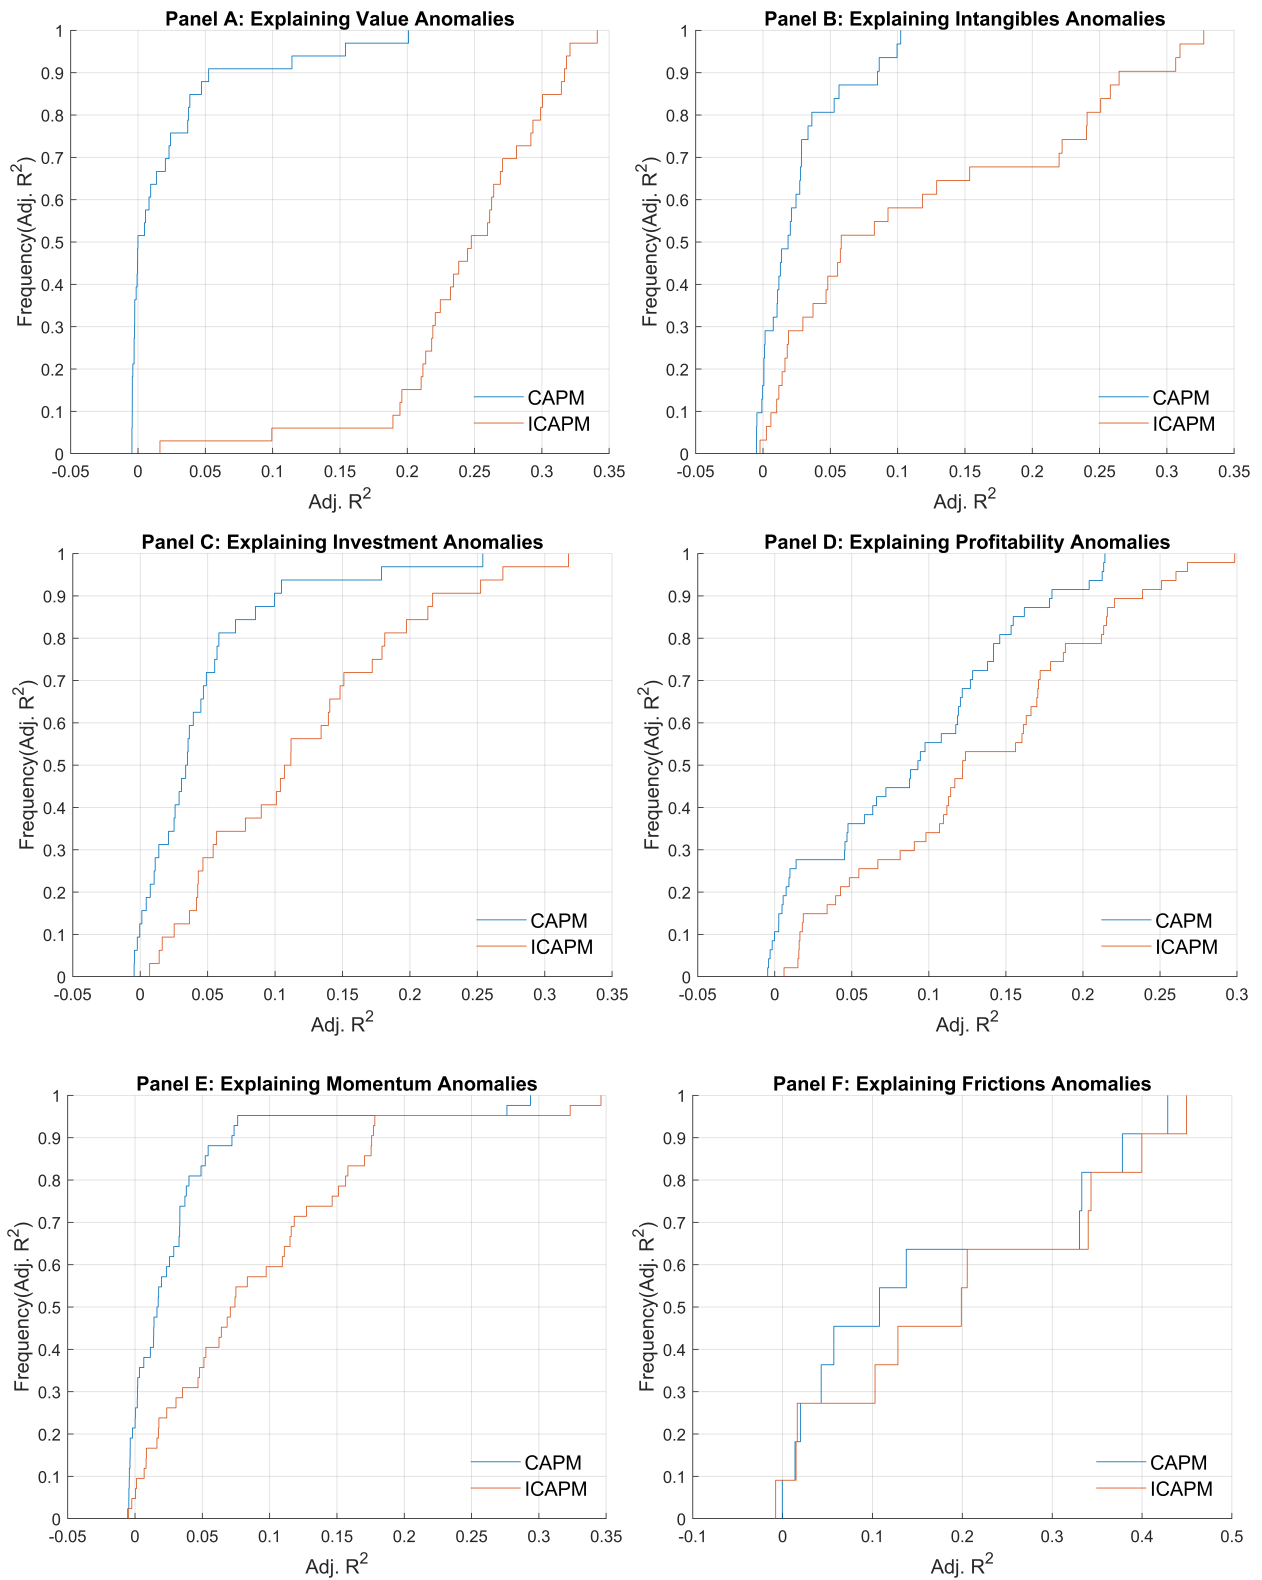 Panel A: Explaining Value Anomalies
Frequency(Adj. R²)
1
0.9
0.8
0.7
0.6
0.5
0.4
0.3
0.2
0.1
0
CAPM
ICAPM
-0.05 0 0.05 0.1 0.15 0.2 0.25 0.3 0.35
Adj. R²
Panel B: Explaining Intangibles Anomalies
Frequency(Adj. R²)
1
0.9
0.8
0.7
0.6
0.5
0.4
0.3
0.2
0.1
0
CAPM
ICAPM
-0.05 0 0.05 0.1 0.15 0.2 0.25 0.3 0.35
Adj. R²
Panel C: Explaining Investment Anomalies
Frequency(Adj. R²)
1
0.9
0.8
0.7
0.6
0.5
0.4
0.3
0.2
0.1
0
CAPM
ICAPM
-0.05 0 0.05 0.1 0.15 0.2 0.25 0.3 0.35
Adj. R²
Panel D: Explaining Profitability Anomalies
Frequency(Adj. R²)
1
0.9
0.8
0.7
0.6
0.5
0.4
0.3
0.2
0.1
0
CAPM
ICAPM
-0.05 0 0.05 0.1 0.15 0.2 0.25 0.3
Adj. R²
Panel E: Explaining Momentum Anomalies
Frequency(Adj. R²)
1
0.9
0.8
0.7
0.6
0.5
0.4
0.3
0.2
0.1
0
CAPM
ICAPM
-0.05 0 0.05 0.1 0.15 0.2 0.25 0.3 0.35
Adj. R²
Panel F: Explaining Frictions Anomalies
Frequency(Adj. R²)
1
0.9
0.8
0.7
0.6
0.5
0.4
0.3
0.2
0.1
0
CAPM
ICAPM
-0.1 0 0.1 0.2 0.3 0.4 0.5
Adj. R²